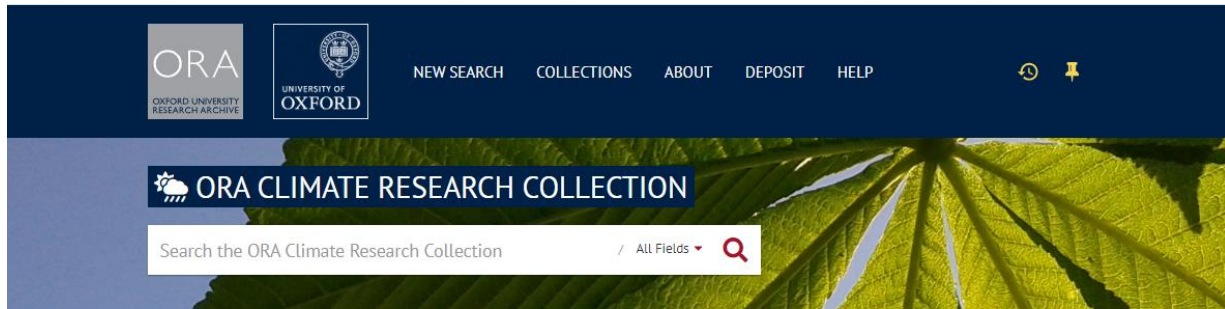 ORA
OXFORD UNIVERSITY
RESEARCH ARCHIVE
UNIVERSITY OF
OXFORD
NEW SEARCH COLLECTIONS ABOUT DEPOSIT HELP
ORA CLIMATE RESEARCH COLLECTION
Search the ORA Climate Research Collection / All Fields